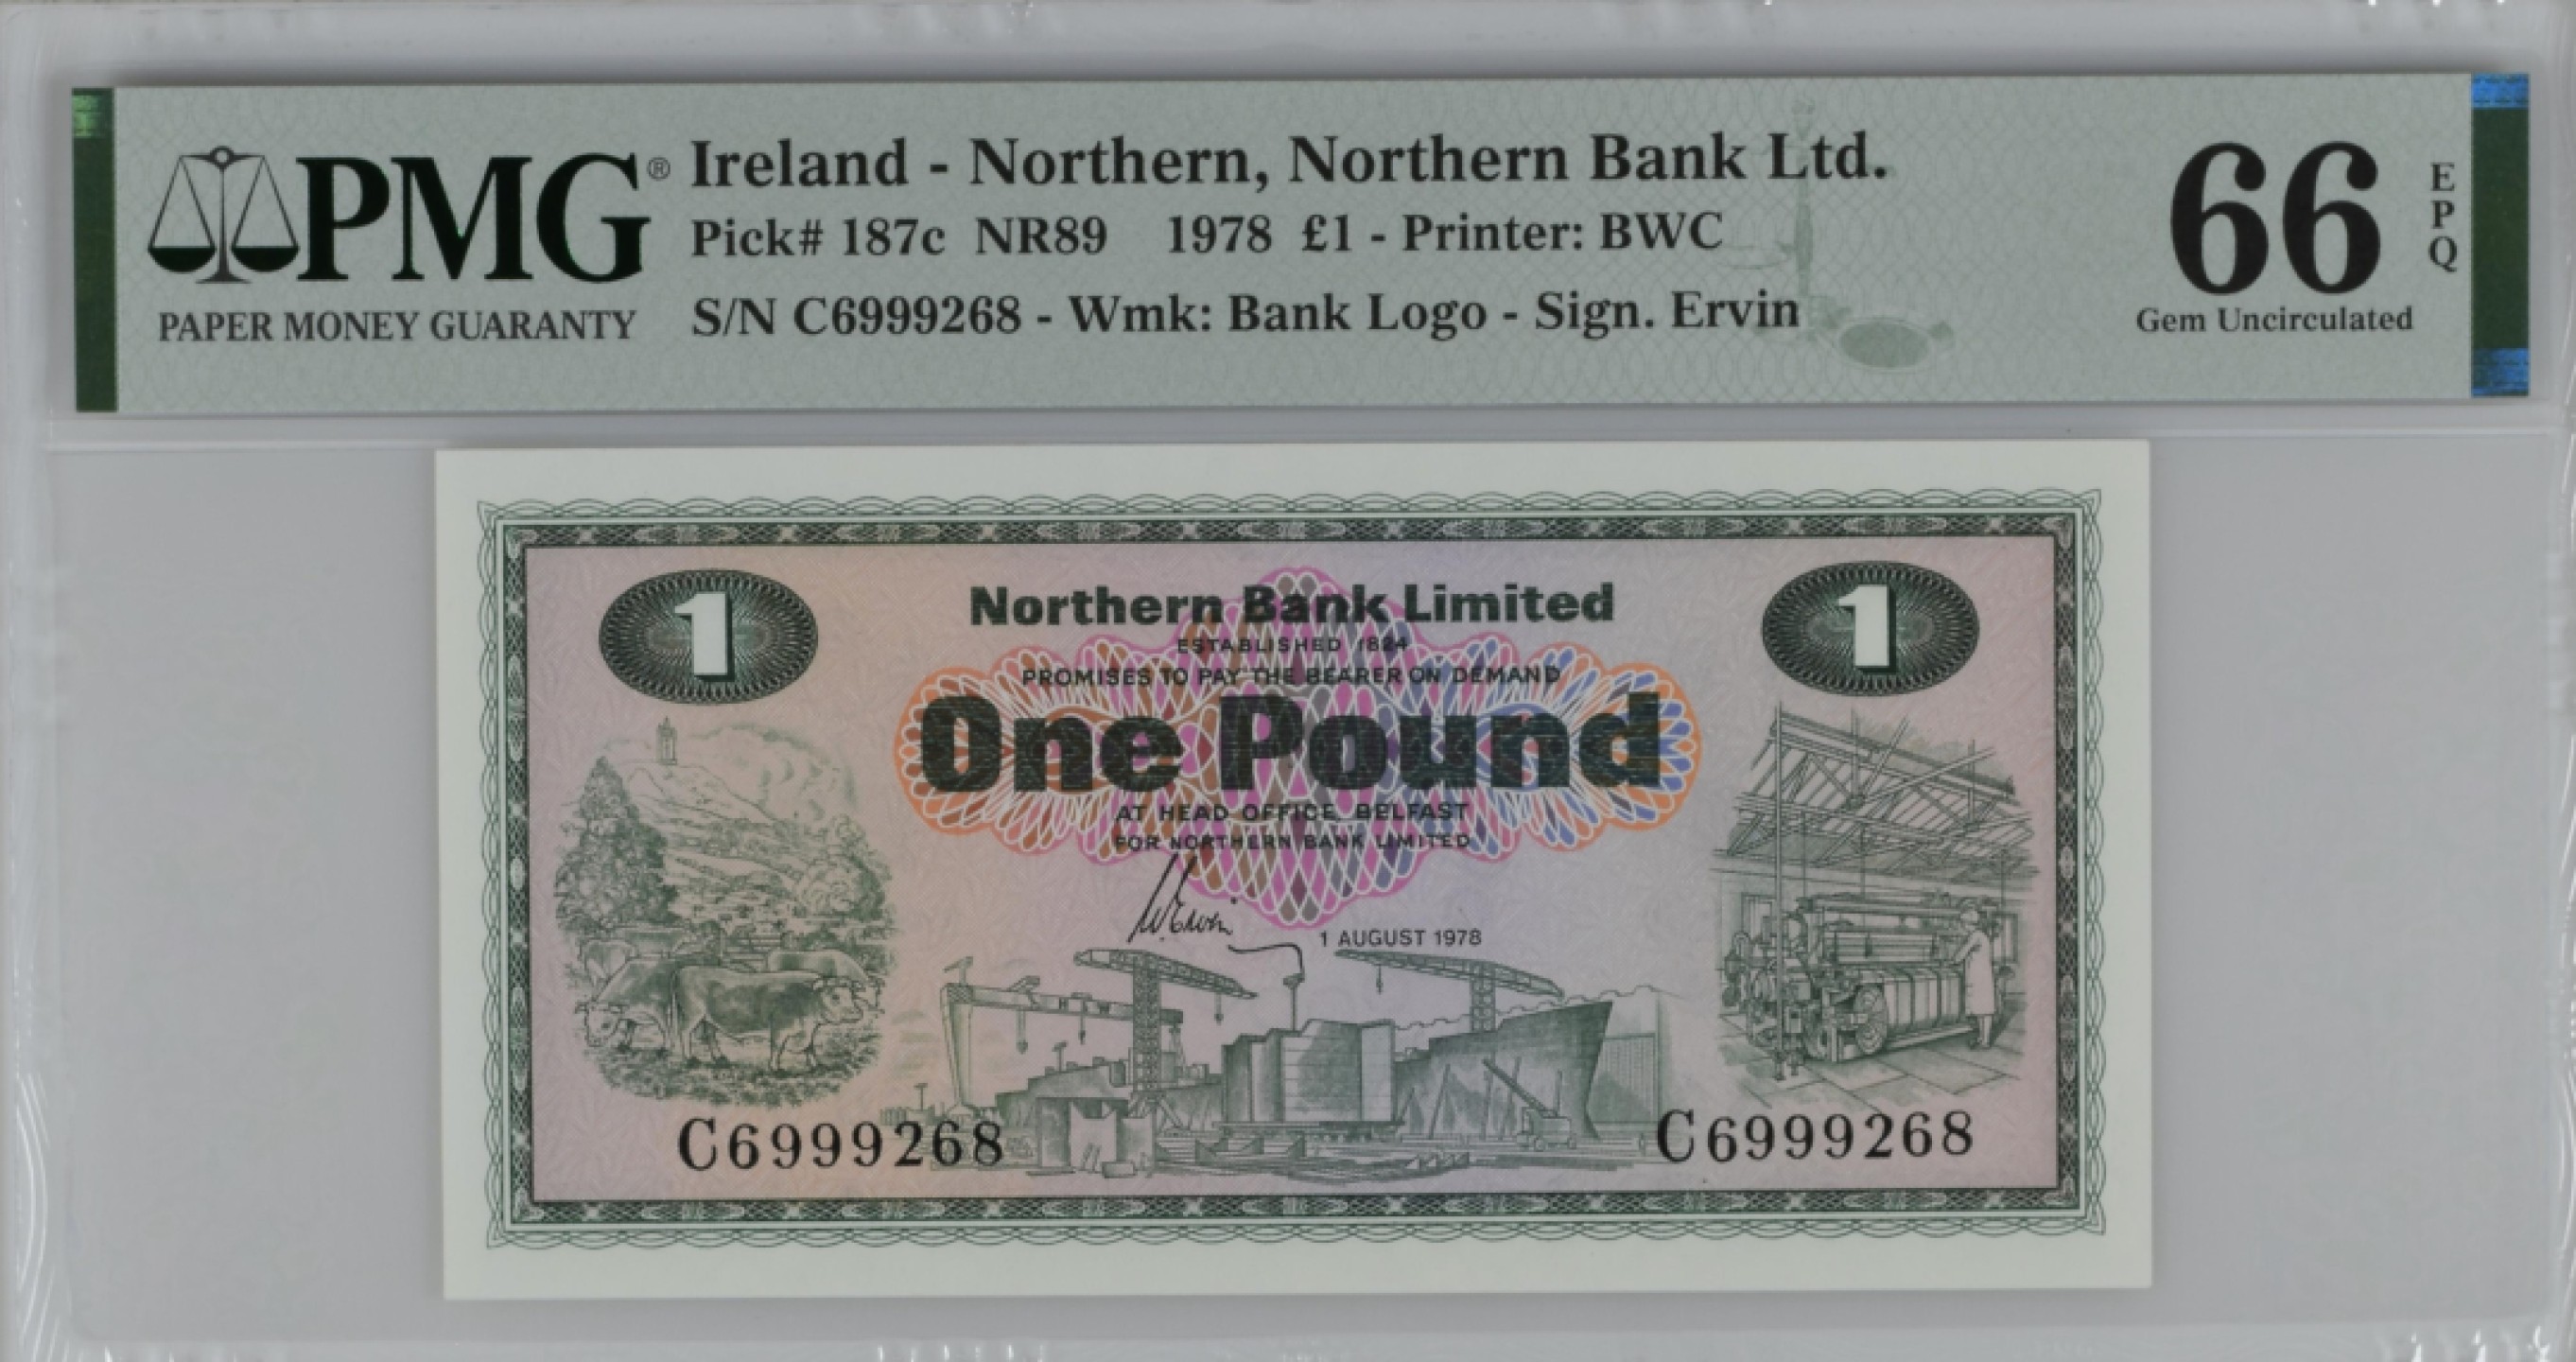 PMG®
PAPER MONEY GUARANTY
Ireland - Northern, Northern Bank Ltd.
Pick# 187c NR89 1978 £1 - Printer: BWC
S/N C6999268 - Wmk: Bank Logo - Sign. Ervin
66
EPQ
Gem Uncirculated
1
1
Northern Bank Limited
ESTABLISHED 1824
PROMISES TO PAY THE BEARER ON DEMAND
One Pound
AT HEAD OFFICE BELFAST
FOR NORTHERN BANK LIMITED
W. Ervin
1 AUGUST 1978
C6999268
C6999268